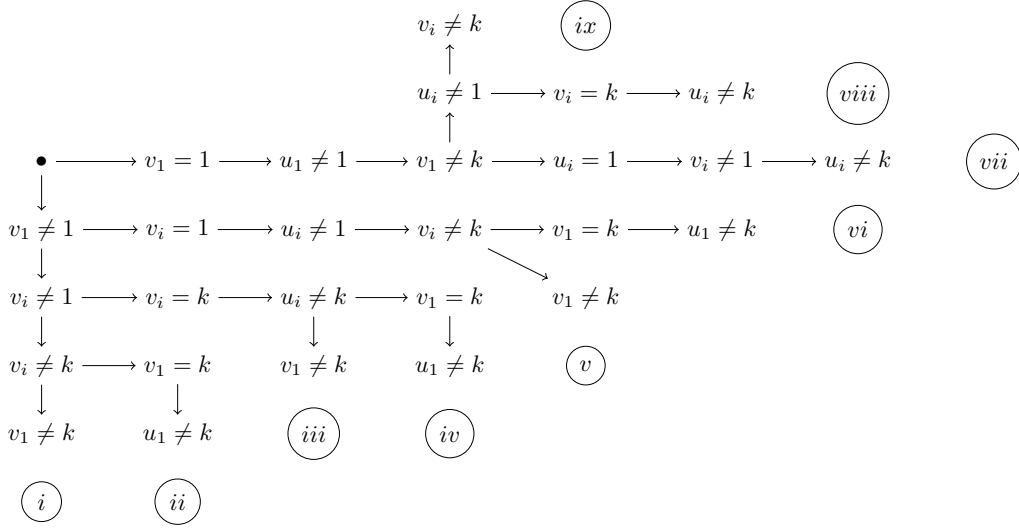 v_i ≠ k ix
u_i ≠ 1 v_i = k u_i ≠ k viii
v_1 = 1 u_1 ≠ 1 v_1 ≠ k u_i = 1 v_i ≠ 1 u_i ≠ k vii
v_1 ≠ 1 v_i = 1 u_i ≠ 1 v_i ≠ k v_1 = k u_1 ≠ k vi
v_i ≠ 1 v_i = k u_i ≠ k v_1 = k v_1 ≠ k
v_i ≠ k v_1 = k v_1 ≠ k u_1 ≠ k v
v_1 ≠ k u_1 ≠ k iii iv
i ii